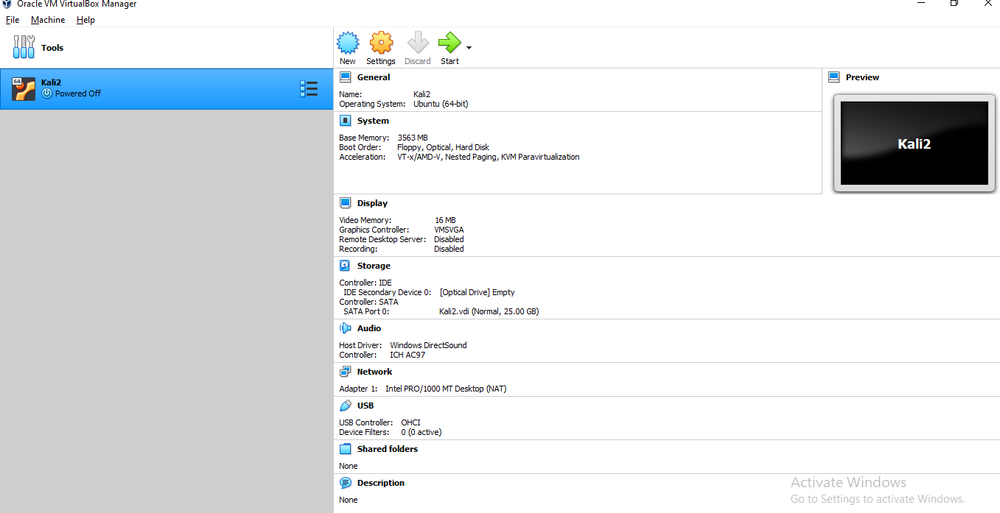 Oracle VM VirtualBox Manager
File Machine Help
Tools
New Settings Discard Start
64
Kali2
Powered Off
General
Name: Kali2
Operating System: Ubuntu (64-bit)
System
Base Memory: 3563 MB
Boot Order: Floppy, Optical, Hard Disk
Acceleration: VT-x/AMD-V, Nested Paging, KVM Paravirtualization
Preview
Kali2
Display
Video Memory: 16 MB
Graphics Controller: VMSVGA
Remote Desktop Server: Disabled
Recording: Disabled
Storage
Controller: IDE
IDE Secondary Device 0: [Optical Drive] Empty
Controller: SATA
SATA Port 0: Kali2.vdi (Normal, 25.00 GB)
Audio
Host Driver: Windows DirectSound
Controller: ICH AC97
Network
Adapter 1: Intel PRO/1000 MT Desktop (NAT)
USB
USB Controller: OHCI
Device Filters: 0 (0 active)
Shared folders
None
Description
None
Activate Windows
Go to Settings to activate Windows.